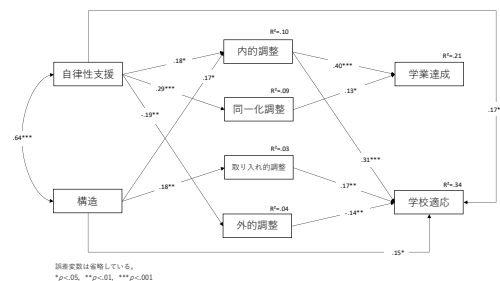 R²=.10
内的調整
R²=.21
自律性支援
.18*
.17*
.40***
学業達成
R²=.09
.29***
同一化調整
.13*
-.19**
.17*
.64***
R²=.03
取り入れ的調整
.31***
.18**
.17**
R²=.34
構造
R²=.04
外的調整
-.14**
学校適応
.15*
誤差変数は省略している。
*p<.05, **p<.01, ***p<.001